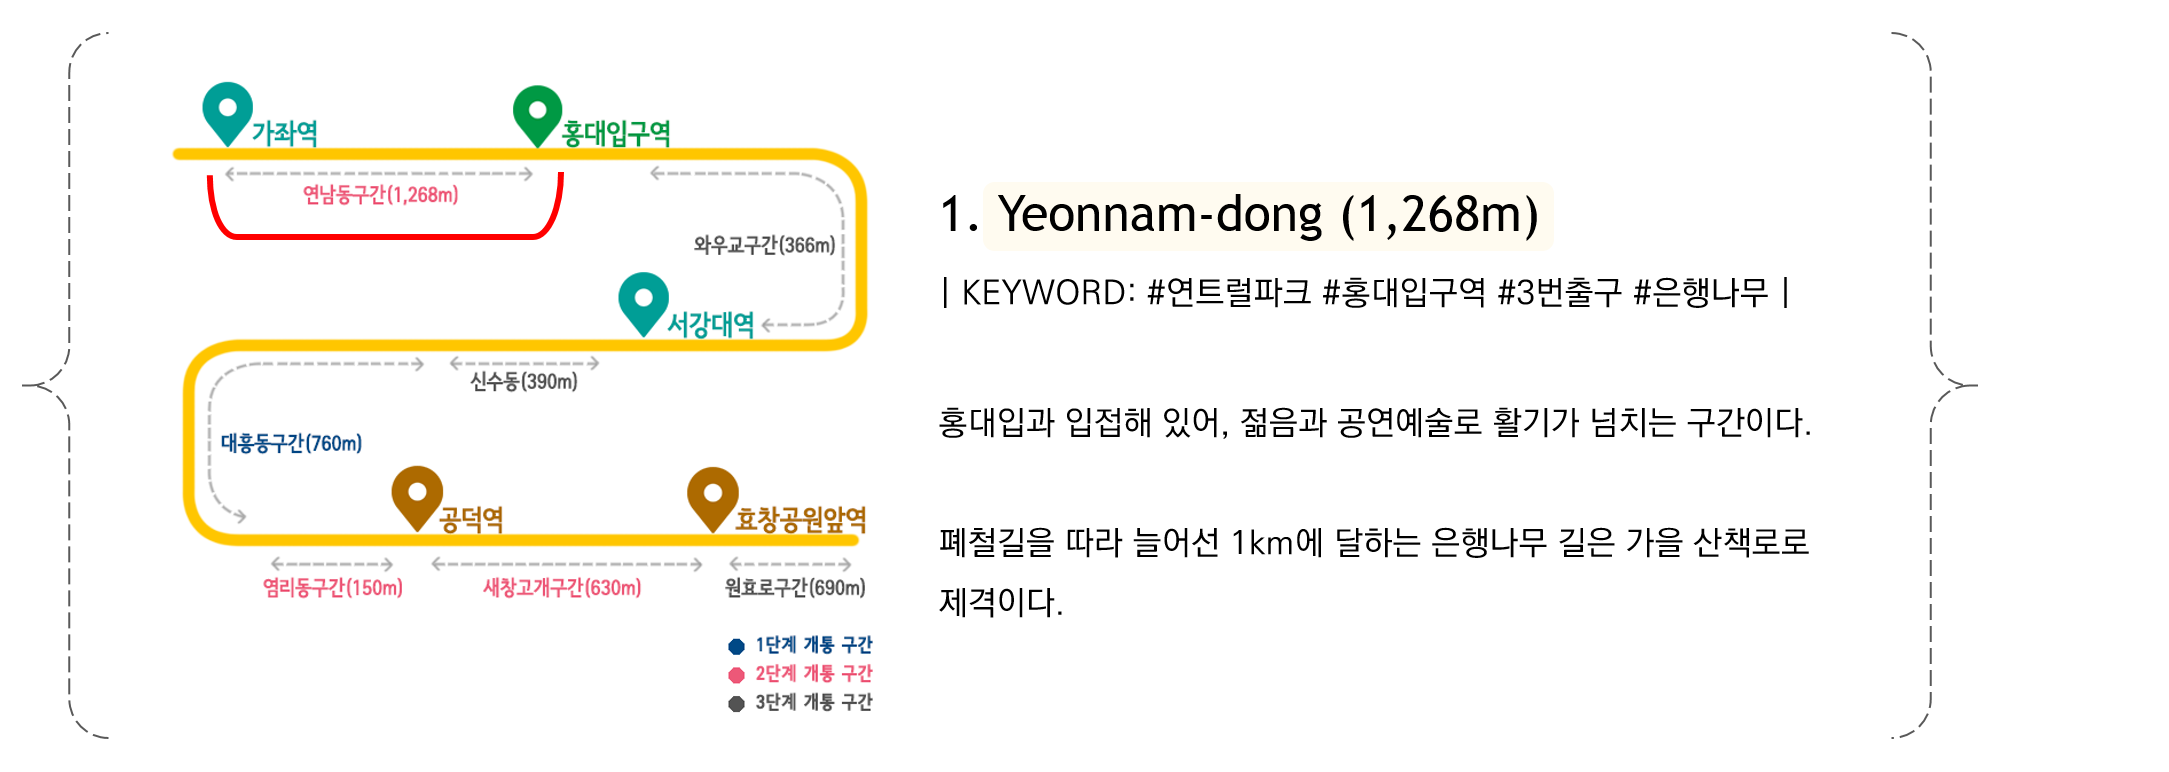 가좌역
홍대입구역
연남동구간(1,268m)
와우교구간(366m)
서강대역
신수동(390m)
대흥동구간(760m)
공덕역
효창공원앞역
염리동구간(150m)
새창고개구간(630m)
원효로구간(690m)
1단계 개통 구간
2단계 개통 구간
3단계 개통 구간
1. Yeonnam-dong (1,268m)
| KEYWORD: #연트럴파크 #홍대입구역 #3번출구 #은행나무 |
홍대입과 입접해 있어, 젊음과 공연예술로 활기가 넘치는 구간이다.
폐철길을 따라 늘어선 1km에 달하는 은행나무 길은 가을 산책로로
제격이다.